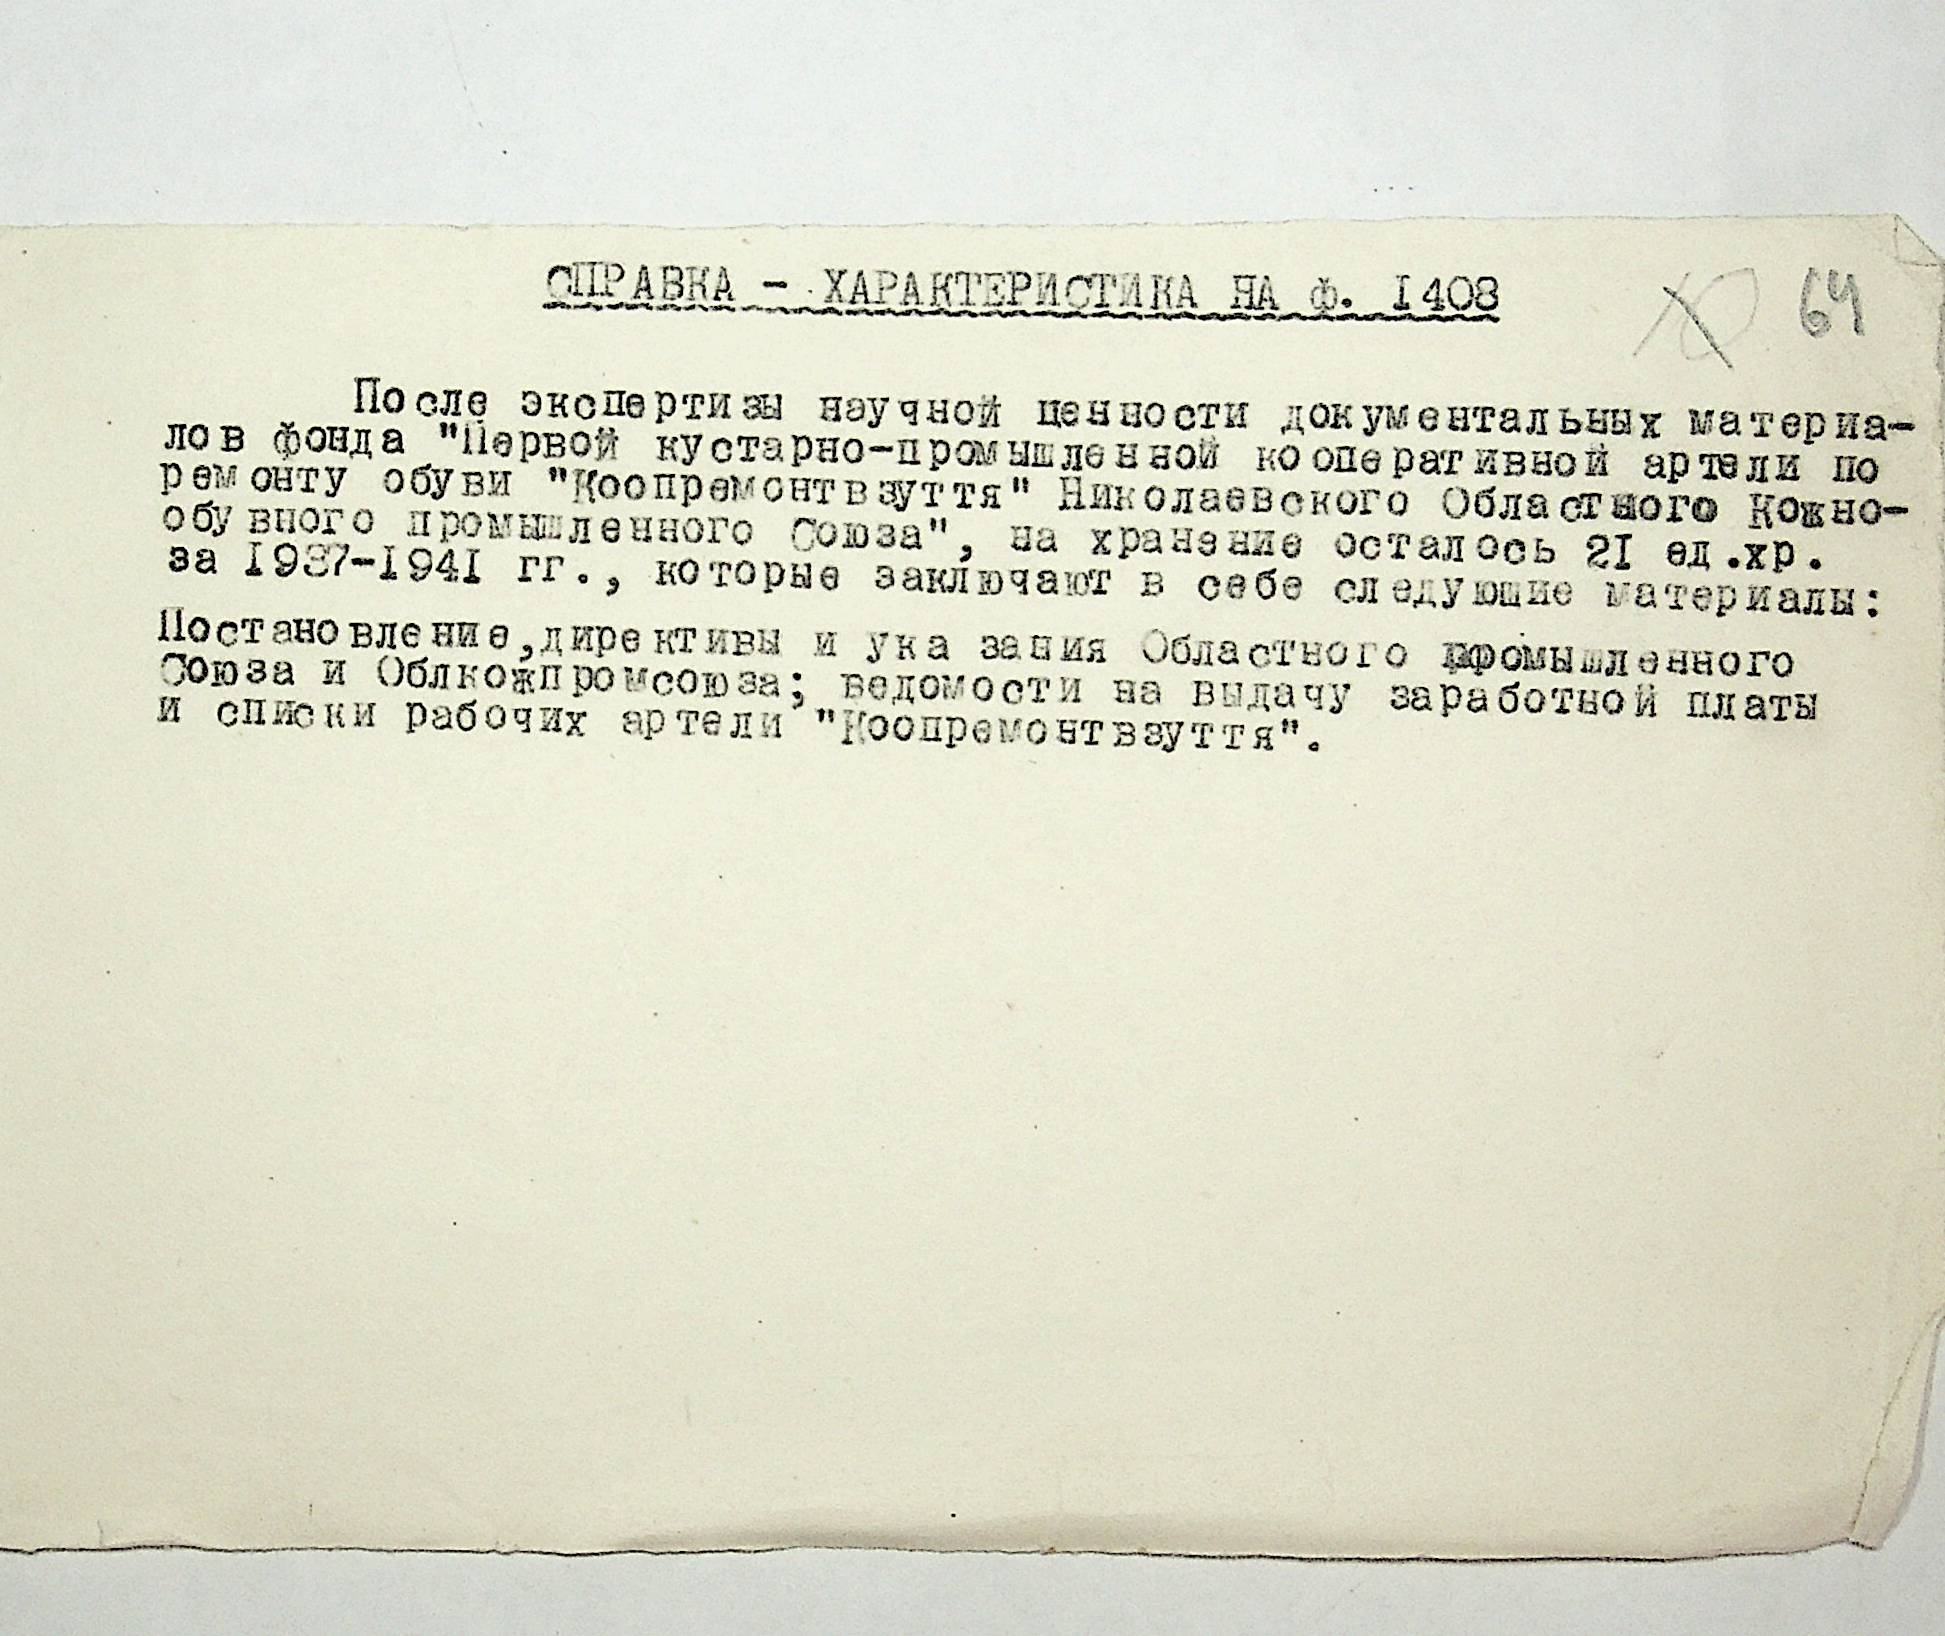 СПРАВКА - ХАРАКТЕРИСТИКА НА ф. I408
64
После экспертизы научной ценности документальных материа-
лов фонда "Первой кустарно-промышленной кооперативной артели по
ремонту обуви "Коопремонтвзуття" Николаевского Областного Кожно-
обувного промышленного Союза", на хранение осталось 2I ед.хр.
за I937-I94I гг., которые заключают в себе следующие материалы:
Постановление,директивы и указания Областного промышленного
Союза и Облкожпромсоюза; ведомости на выдачу заработной платы
и списки рабочих артели "Коопремонтвзуття".